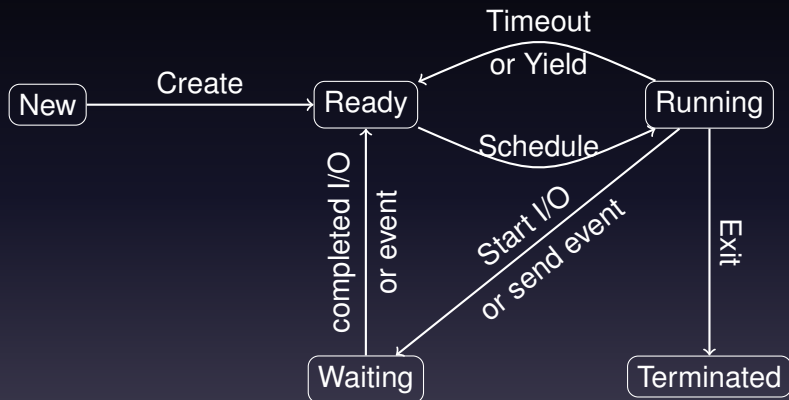 Timeout
or Yield
Create
New
Ready
Running
Schedule
completed I/O
or event
Start I/O
or send event
Exit
Waiting
Terminated